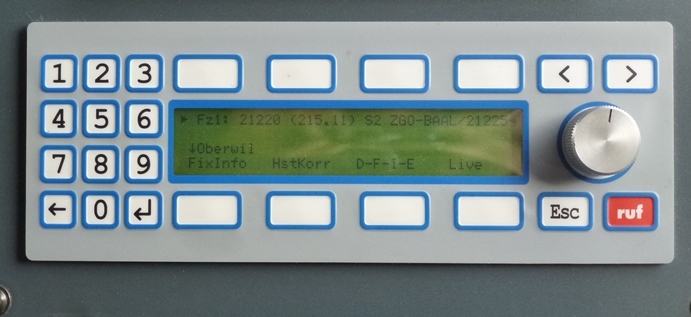 1 2 3 < >
► Fz1: 21220 (215.11) S2 ZGO-BAAL/21225
4 5 6
↓Oberwil
7 8 9 FixInfo HstKorr D-F-I-E Live
← 0 ↵ Esc ruf